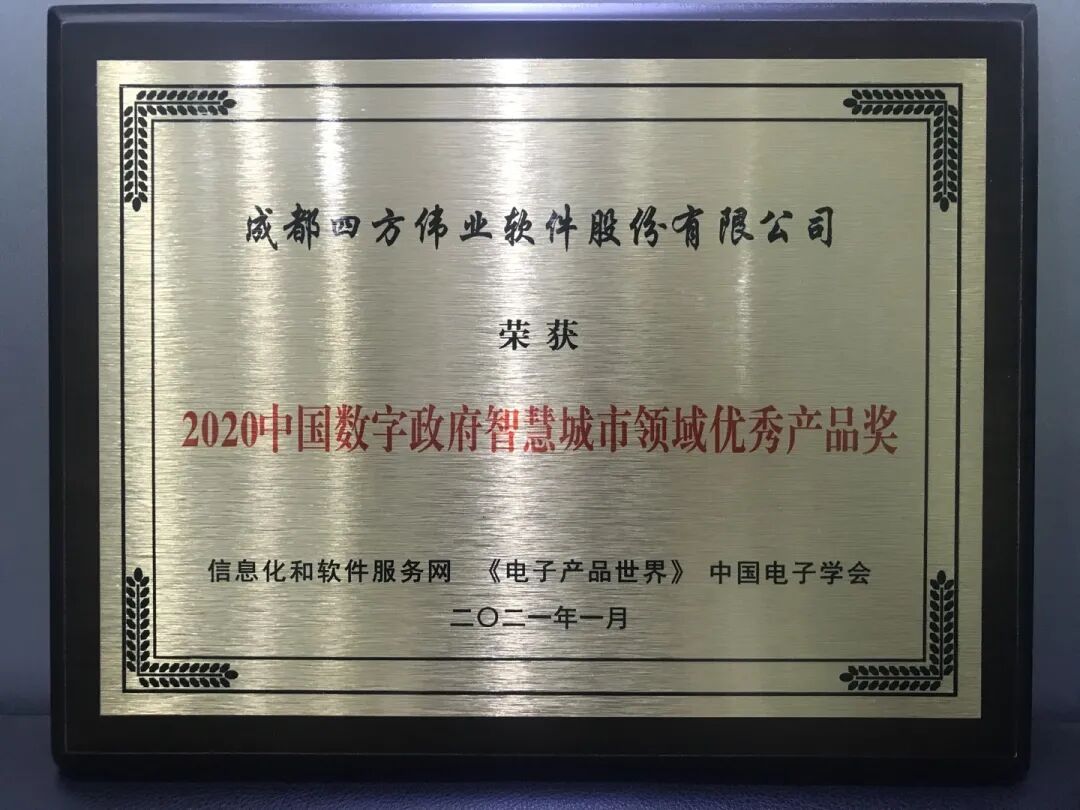 成都四方伟业软件股份有限公司
荣获
2020中国数字政府智慧城市领域优秀产品奖
信息化和软件服务网 《电子产品世界》 中国电子学会
二〇二一年一月